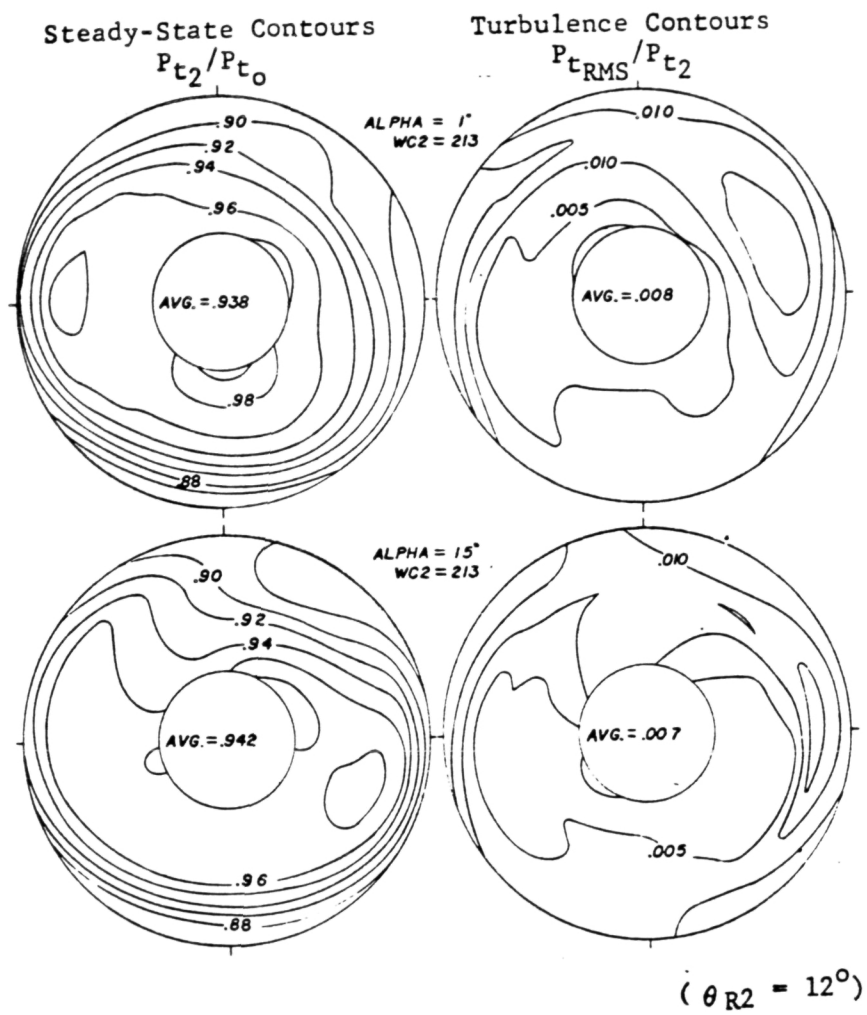 Steady-State Contours
Pt2/Pto
Turbulence Contours
PtRMS/Pt2
ALPHA = 1°
WC2 = 213
.90
.92
.94
.96
AVG. = .938
.98
.88
.010
.010
.005
AVG. = .008
ALPHA = 15°
WC2 = 213
.90
.92
.94
AVG. = .942
.96
.88
.010
AVG. = .007
.005
(θR2 = 12°)